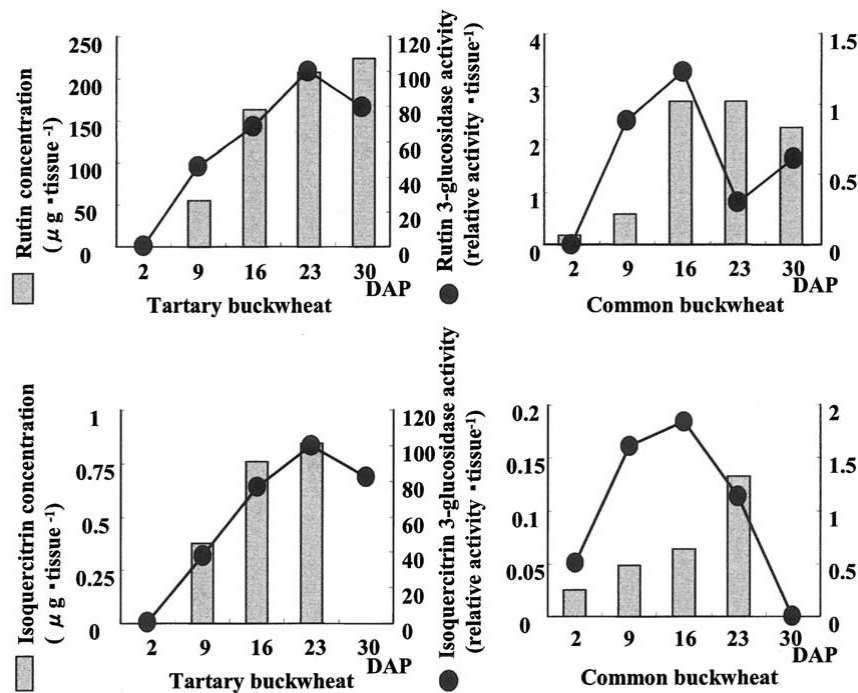 Rutin concentration
( μ g ▪tissue -1)
250
200
150
100
50
0
120
100
80
60
40
20
0
2 9 16 23 30
DAP
Tartary buckwheat
Rutin 3-glucosidase activity
(relative activity ▪tissue-1)
4
3
2
1
0
1.5
1
0.5
0
2 9 16 23 30
DAP
Common buckwheat
Isoquercitrin concentration
( μ g ▪tissue -1)
1
0.75
0.5
0.25
0
120
100
80
60
40
20
0
2 9 16 23 30
DAP
Tartary buckwheat
Isoquercitrin 3-glucosidase activity
(relative activity ▪tissue-1)
0.2
0.15
0.1
0.05
0
2
1.5
1
0.5
0
2 9 16 23 30
DAP
Common buckwheat